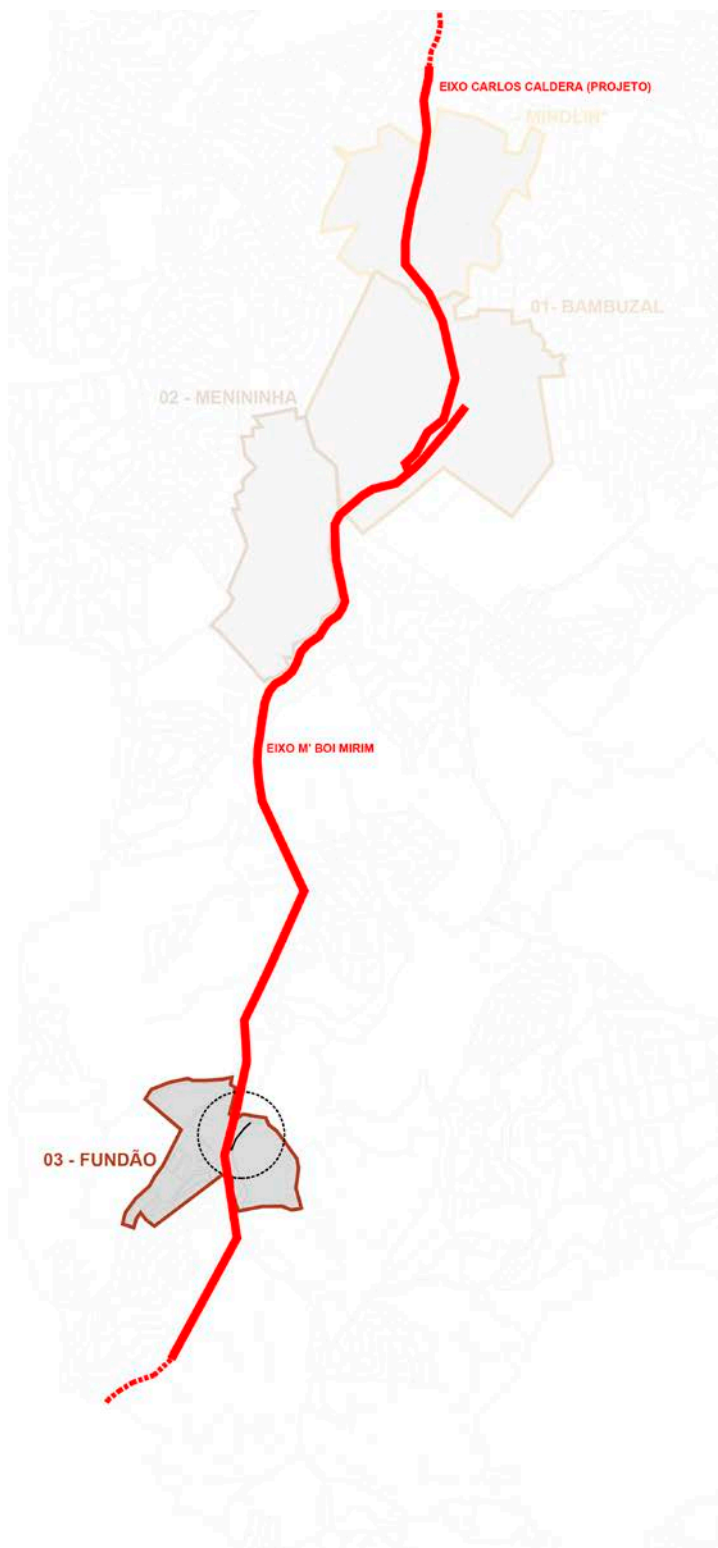 EIXO CARLOS CALDERA (PROJETO)
MINDLIN"
01- BAMBUZAL
02 - MENININHA
EIXO M' BOI MIRIM
03 - FUNDÃO